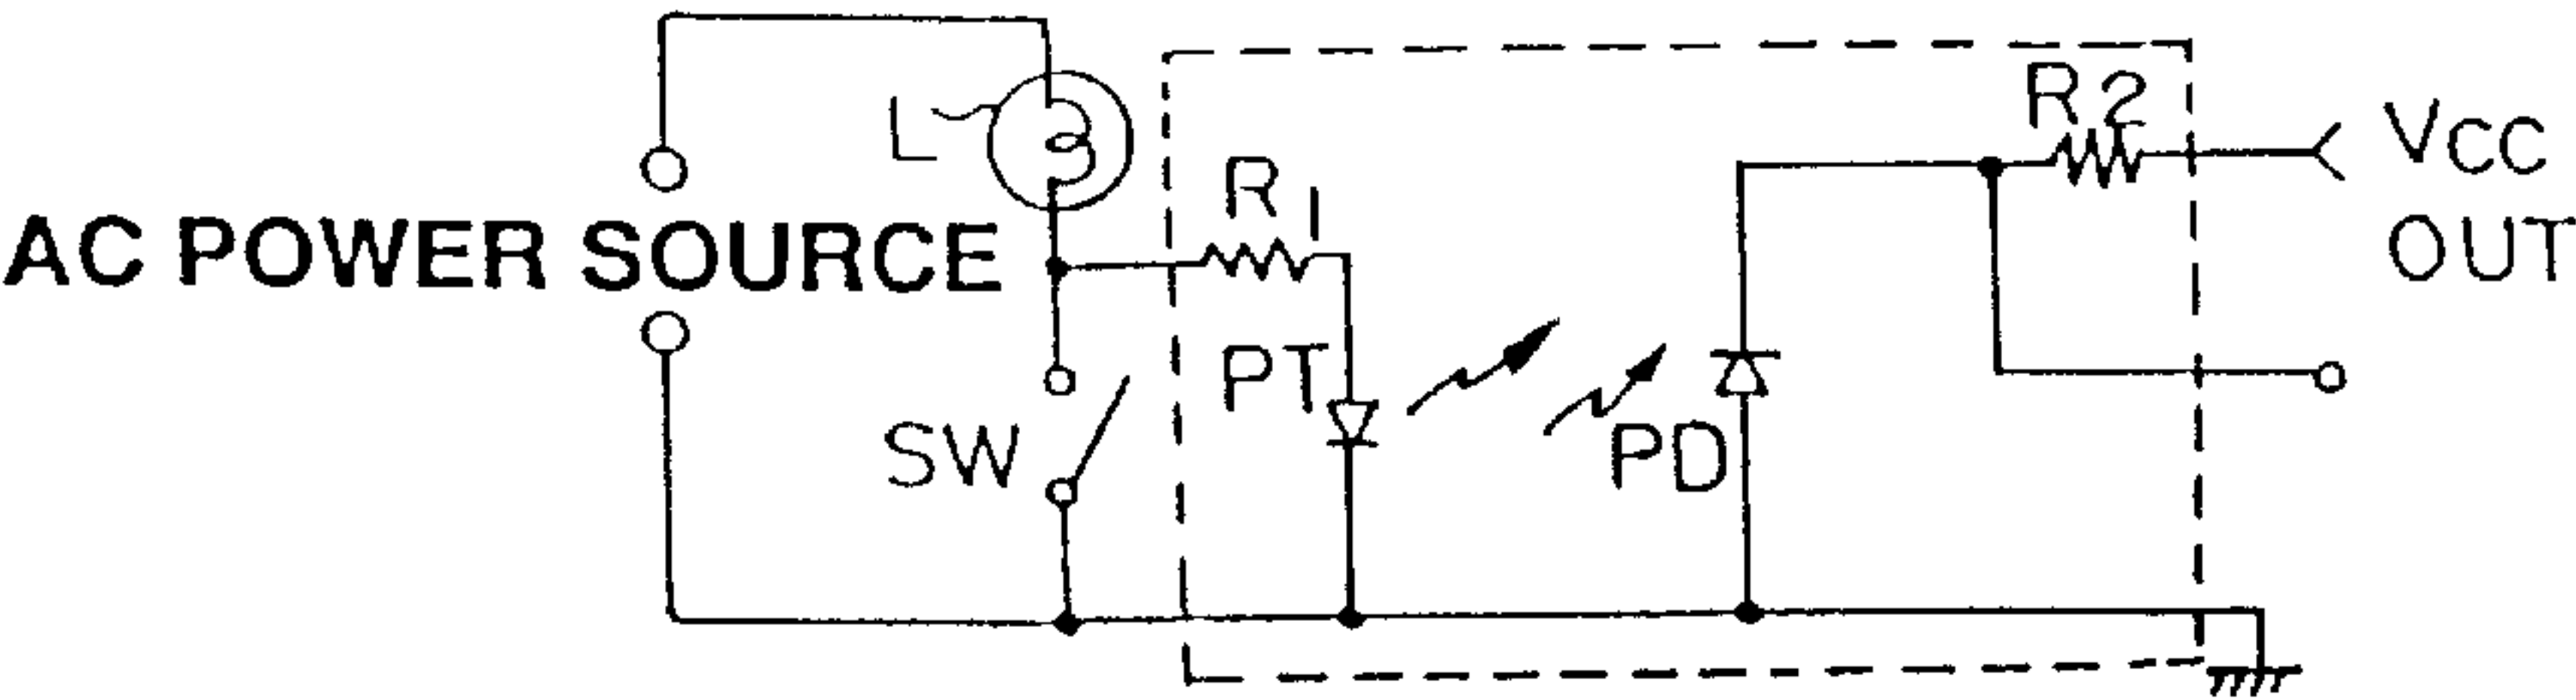 L
R2
VCC
R1
OUT
AC POWER SOURCE
PT
SW
PD